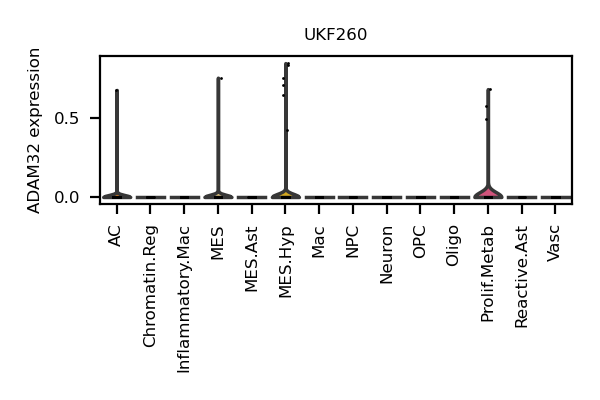 UKF260
ADAM32 expression
0.5
0.0
AC
Chromatin.Reg
Inflammatory.Mac
MES
MES.Ast
MES.Hyp
Mac
NPC
Neuron
OPC
Oligo
Prolif.Metab
Reactive.Ast
Vasc